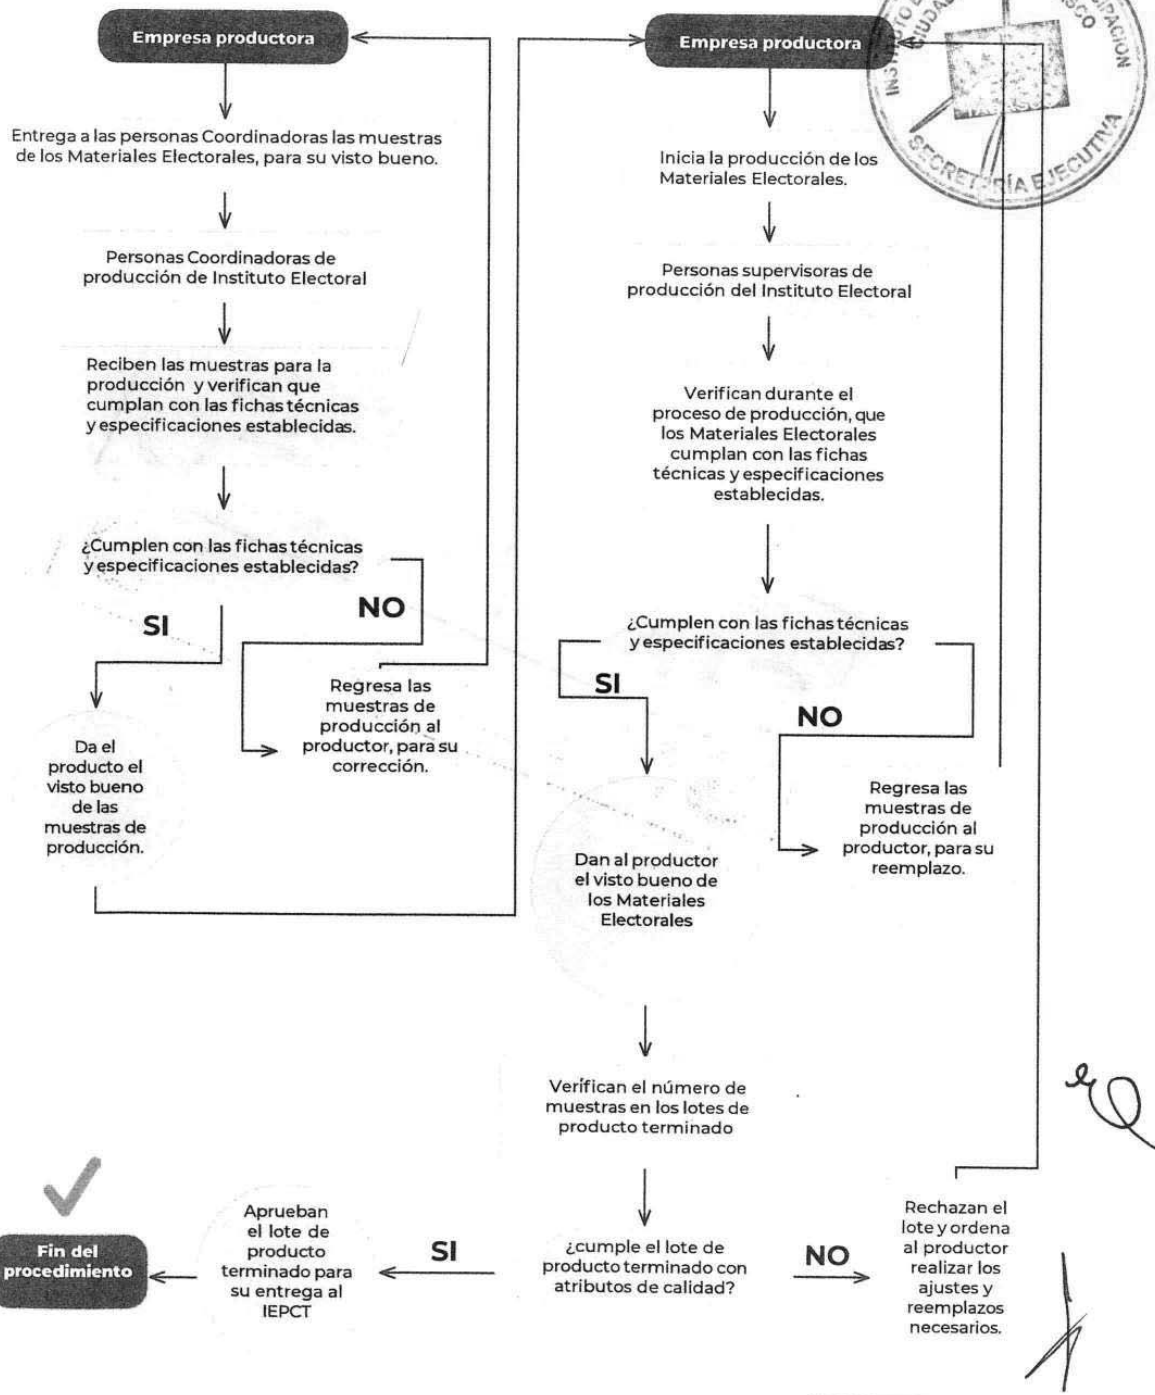 Empresa productora
Entrega a las personas Coordinadoras las muestras
de los Materiales Electorales, para su visto bueno.
Personas Coordinadoras de
producción de Instituto Electoral
Reciben las muestras para la
producción y verifican que
cumplan con las fichas técnicas
y especificaciones establecidas.
¿Cumplen con las fichas técnicas
y especificaciones establecidas?
SI
NO
Da el
producto el
visto bueno
de las
muestras de
producción.
Regresa las
muestras de
producción al
productor, para su
corrección.
Empresa productora
Inicia la producción de los
Materiales Electorales.
Personas supervisoras de
producción del Instituto Electoral
Verifican durante el
proceso de producción, que
los Materiales Electorales
cumplan con las fichas
técnicas y especificaciones
establecidas.
¿Cumplen con las fichas técnicas
y especificaciones establecidas?
SI
NO
Dan al productor
el visto bueno de
los Materiales
Electorales
Regresa las
muestras de
producción al
productor, para su
reemplazo.
Verifican el número de
muestras en los lotes de
producto terminado
¿cumple el lote de
producto terminado con
atributos de calidad?
SI
NO
Aprueban
el lote de
producto
terminado para
su entrega al
IEPCT
Rechazan el
lote y ordena
al productor
realizar los
ajustes y
reemplazos
necesarios.
Fin del
procedimiento
SECRETARÍA EJECUTIVA